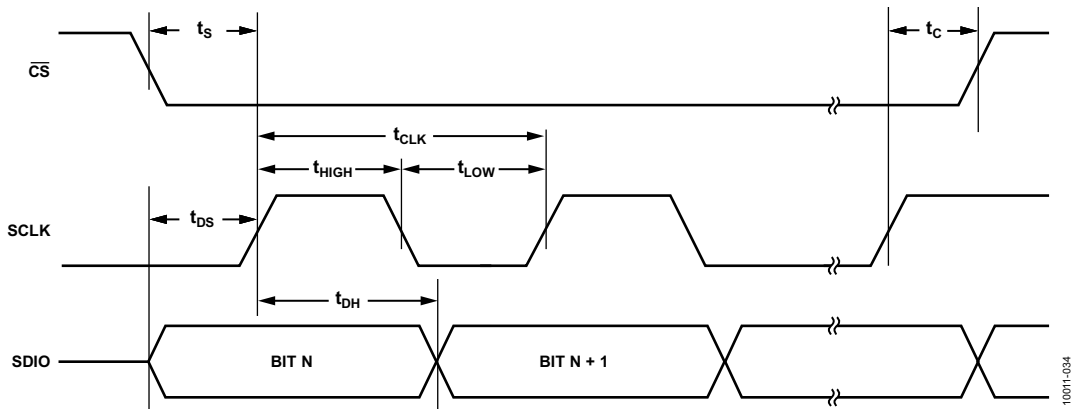 tS
tC
CS
tCLK
tHIGH
tLOW
tDS
SCLK
tDH
SDIO
BIT N
BIT N + 1
10011-034